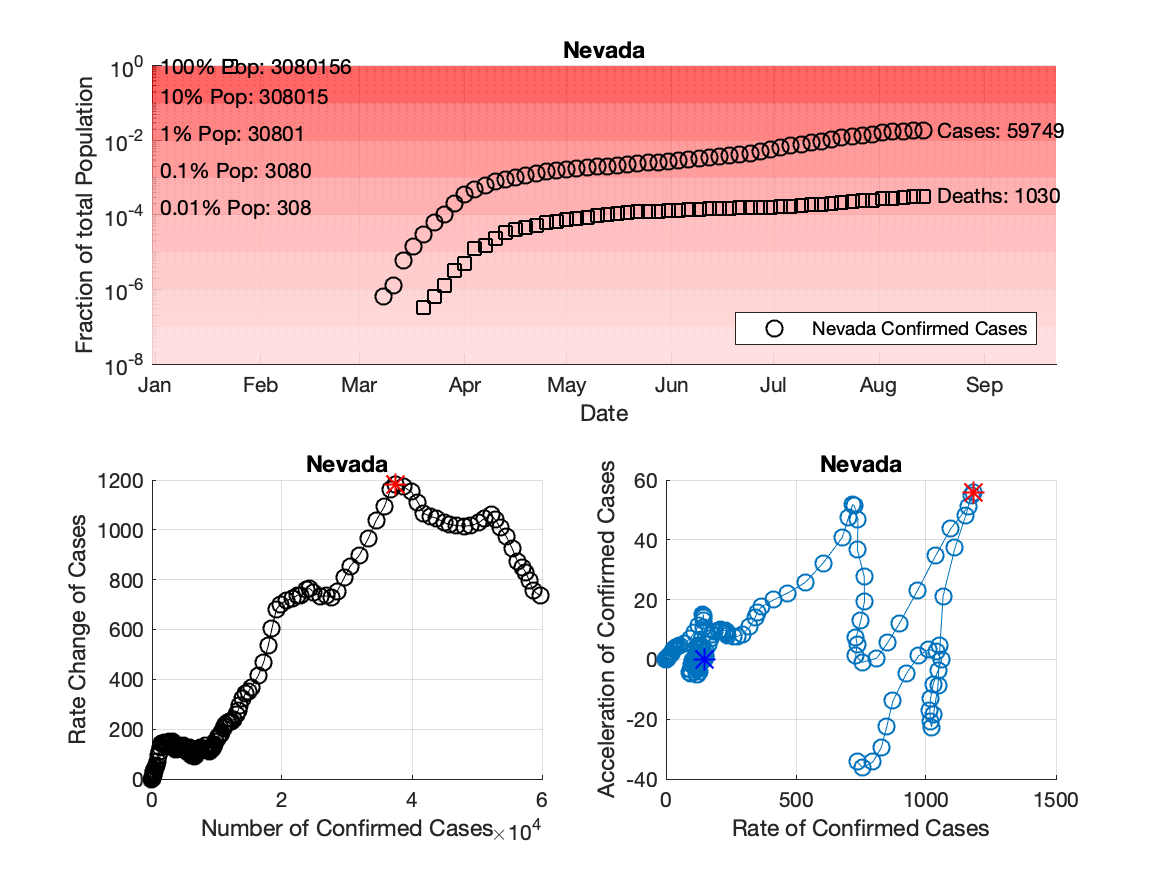 Nevada
Fraction of total Population
10^0
10^-2
10^-4
10^-6
10^-8
100% Pop: 3080156
10% Pop: 308015
1% Pop: 30801
0.1% Pop: 3080
0.01% Pop: 308
Cases: 59749
Deaths: 1030
Nevada Confirmed Cases
Jan Feb Mar Apr May Jun Jul Aug Sep
Date
Nevada
Rate Change of Cases
1200
1000
800
600
400
200
0
0 2 4 6
Number of Confirmed Cases ×10^4
Nevada
Acceleration of Confirmed Cases
60
40
20
0
-20
-40
0 500 1000 1500
Rate of Confirmed Cases